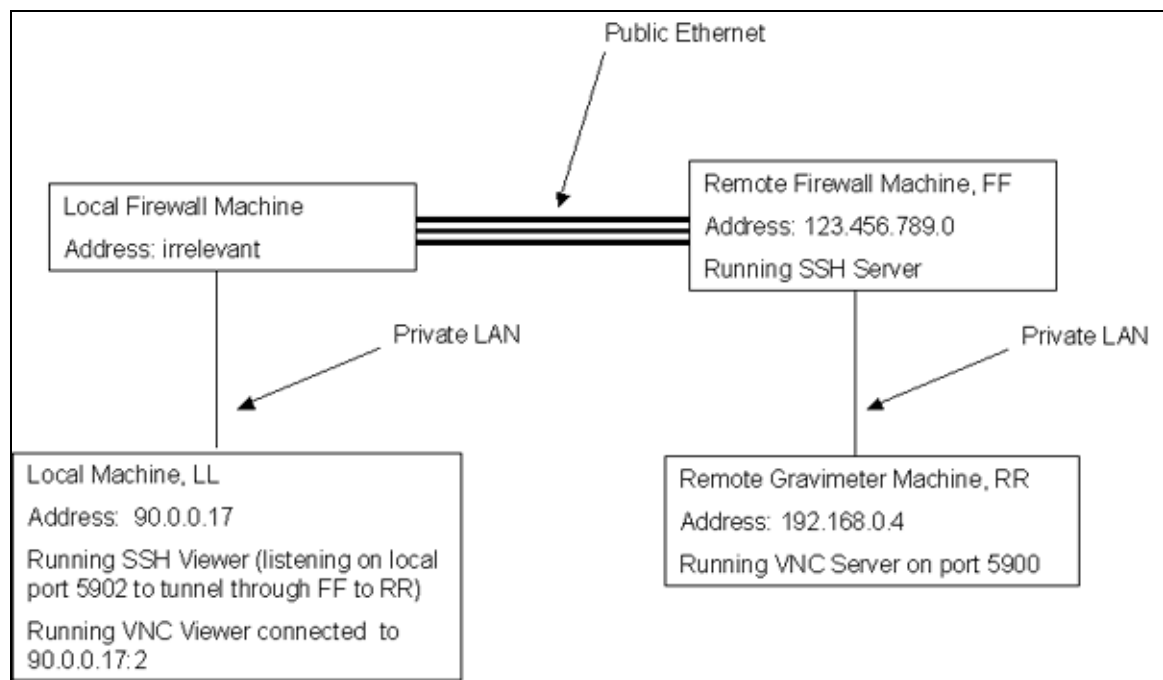 Public Ethernet
Local Firewall Machine
Address: irrelevant
Remote Firewall Machine, FF
Address: 123.456.789.0
Running SSH Server
Private LAN
Private LAN
Local Machine, LL
Address:  90.0.0.17
Running SSH Viewer (listening on local
port 5902 to tunnel through FF to RR)
Running VNC Viewer connected  to
90.0.0.17:2
Remote Gravimeter Machine, RR
Address: 192.168.0.4
Running VNC Server on port 5900